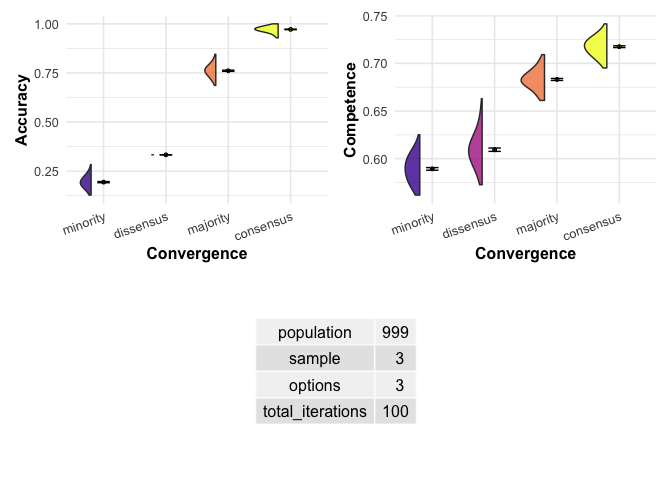 Accuracy
1.00
0.75
0.50
0.25
minority
dissensus
majority
consensus
Convergence
Competence
0.75
0.70
0.65
0.60
minority
dissensus
majority
consensus
Convergence
population 999
sample 3
options 3
total_iterations 100